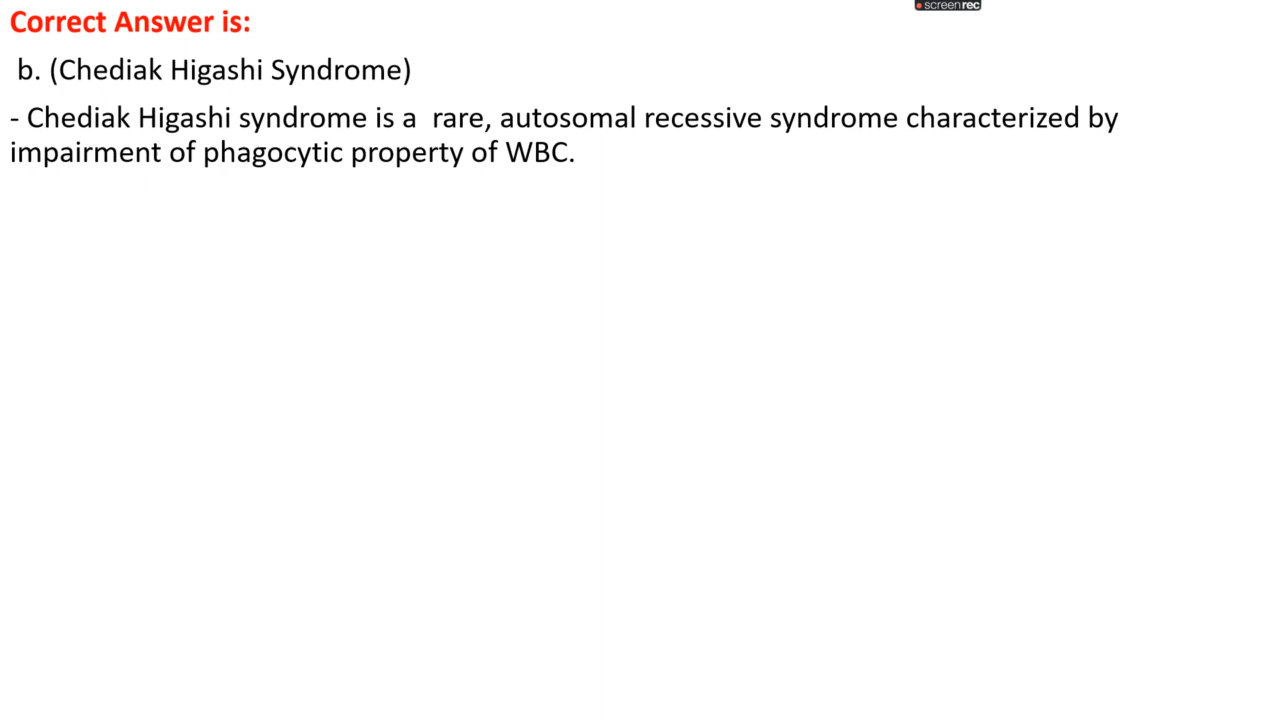 screenrec
Correct Answer is:
b. (Chediak Higashi Syndrome)
- Chediak Higashi syndrome is a  rare, autosomal recessive syndrome characterized by
impairment of phagocytic property of WBC.